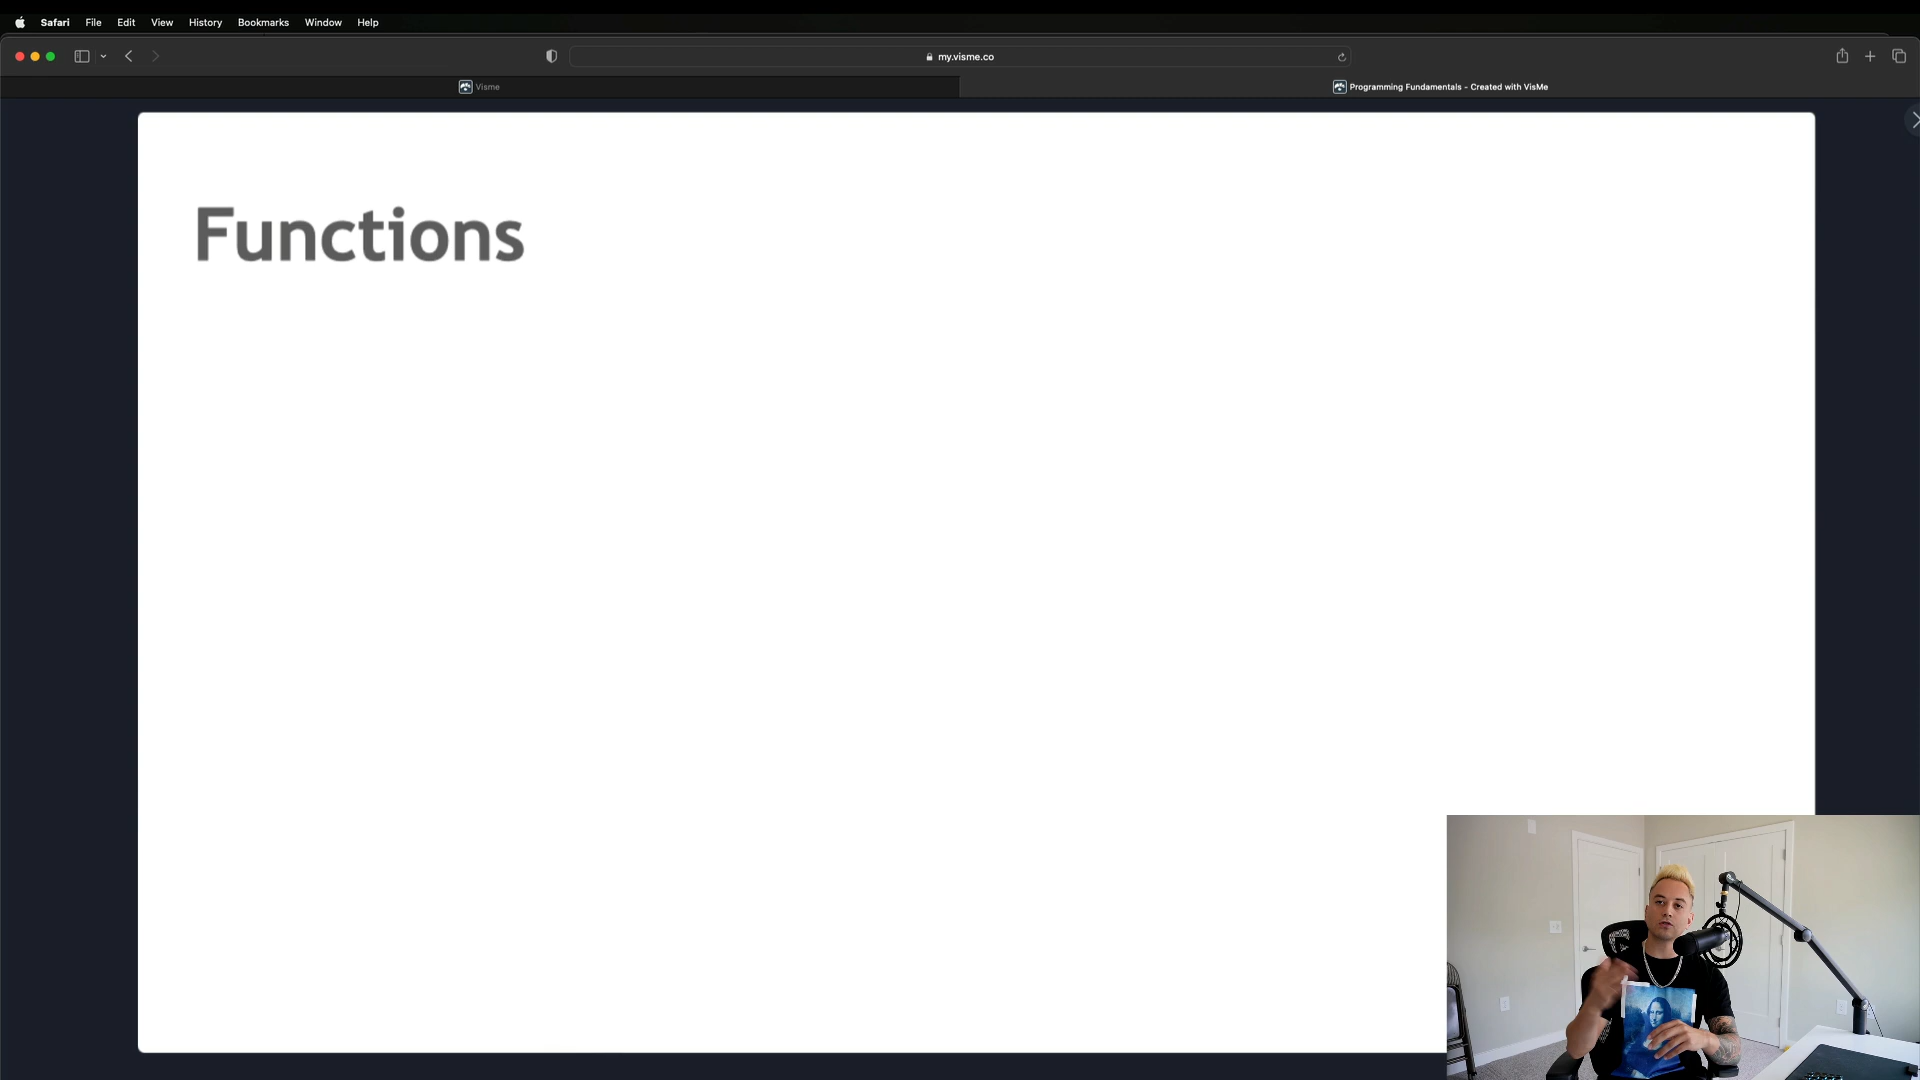 Safari File Edit View History Bookmarks Window Help
my.visme.co
Visme
Programming Fundamentals - Created with VisMe
Functions